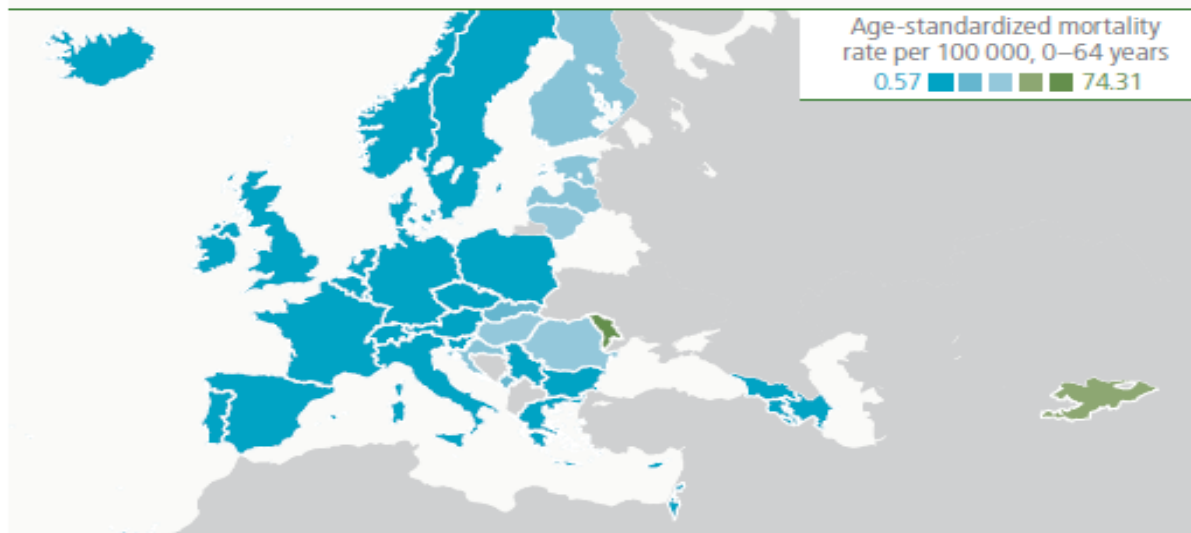 Age-standardized mortality
rate per 100 000, 0–64 years
0.57 74.31